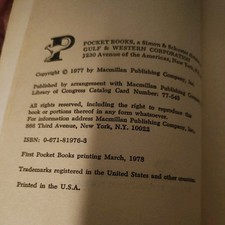 P
POCKET BOOKS, a Simon & Schuster
GULF & WESTERN CORPORATION
1230 Avenue of the Americas, New York,
Copyright © 1977 by Macmillan Publishing Company, Inc.
Published by arrangement with Macmillan Publishing Company,
Library of Congress Catalog Card Number: 77-543
All rights reserved, including the right to reproduce this
book or portions thereof in any form whatsoever.
For information address Macmillan Publishing Company, Inc.
866 Third Avenue, New York, N.Y. 10022
ISBN: 0-671-81976-3
First Pocket Books printing March, 1978
Trademarks registered in the United States and other countries
Printed in the U.S.A.